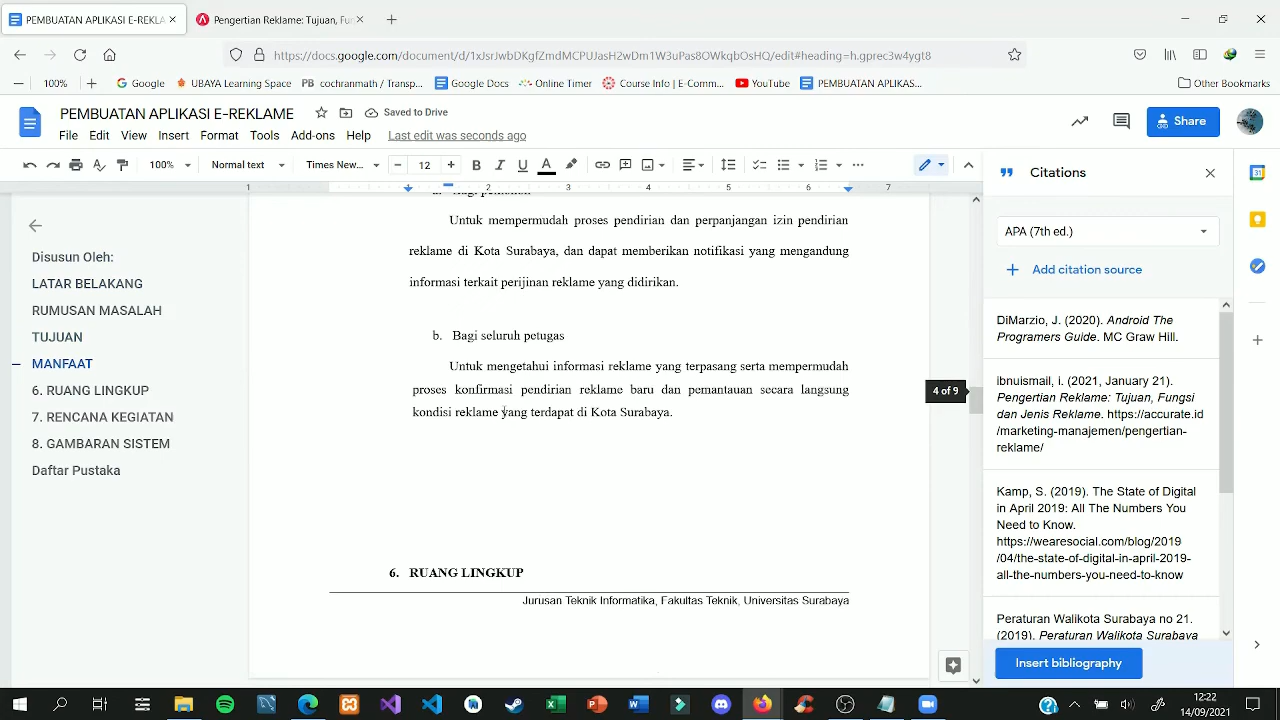 PEMBUATAN APLIKASI E-REKLA
Pengertian Reklame: Tujuan, Fu
https://docs.google.com/document/d/1xJsrJwbDKgfZmdMCPUJasH2wDm1W3uPas8OWkqbOsHQ/edit#heading=h.gprec3w4ygt8
100%
Google
UBAYA Learning Space
PB cochranmath / Transp...
Google Docs
Online Timer
Course Info | E-Comm...
YouTube
PEMBUATAN APLIKAS...
Other Bookmarks
PEMBUATAN APLIKASI E-REKLAME
Saved to Drive
File Edit View Insert Format Tools Add-ons Help Last edit was seconds ago
Share
100% Normal text Times New... 12 B I U A
1 1 2 3 4 5 6 7
Disusun Oleh:
LATAR BELAKANG
RUMUSAN MASALAH
TUJUAN
MANFAAT
6. RUANG LINGKUP
7. RENCANA KEGIATAN
8. GAMBARAN SISTEM
Daftar Pustaka
Untuk mempermudah proses pendirian dan perpanjangan izin pendirian
reklame di Kota Surabaya, dan dapat memberikan notifikasi yang mengandung
informasi terkait perijinan reklame yang didirikan.
b. Bagi seluruh petugas
Untuk mengetahui informasi reklame yang terpasang serta mempermudah
proses konfirmasi pendirian reklame baru dan pemantauan secara langsung
kondisi reklame yang terdapat di Kota Surabaya.
6. RUANG LINGKUP
Jurusan Teknik Informatika, Fakultas Teknik, Universitas Surabaya
4 of 9
Citations
APA (7th ed.)
Add citation source
DiMarzio, J. (2020). Android The
Programers Guide. MC Graw Hill.
ibnuismail, i. (2021, January 21).
Pengertian Reklame: Tujuan, Fungsi
dan Jenis Reklame. https://accurate.id
/marketing-manajemen/pengertian-
reklame/
Kamp, S. (2019). The State of Digital
in April 2019: All The Numbers You
Need to Know.
https://wearesocial.com/blog/2019
/04/the-state-of-digital-in-april-2019-
all-the-numbers-you-need-to-know
Peraturan Walikota Surabaya no 21.
(2019). Peraturan Walikota Surabaya
Insert bibliography
12:22
14/09/2021